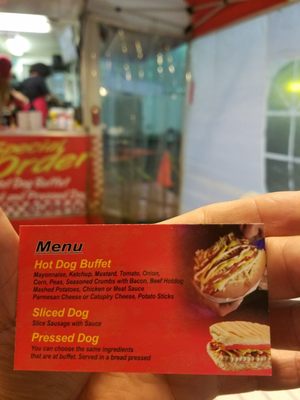 Special
Order
Hot Dog Buffet
Menu
Hot Dog Buffet
Mayonnaise, Ketchup, Mustard, Tomato, Onion,
Corn, Peas, Seasoned Crumbs with Bacon, Beef Hotdog
Mashed Potatoes, Chicken or Meat Sauce
Parmesan Cheese or Catupiry Cheese, Potato Sticks
Sliced Dog
Slice Sausage with Sauce
Pressed Dog
You can choose the same ingredients
that are at buffet. Served in a bread pressed